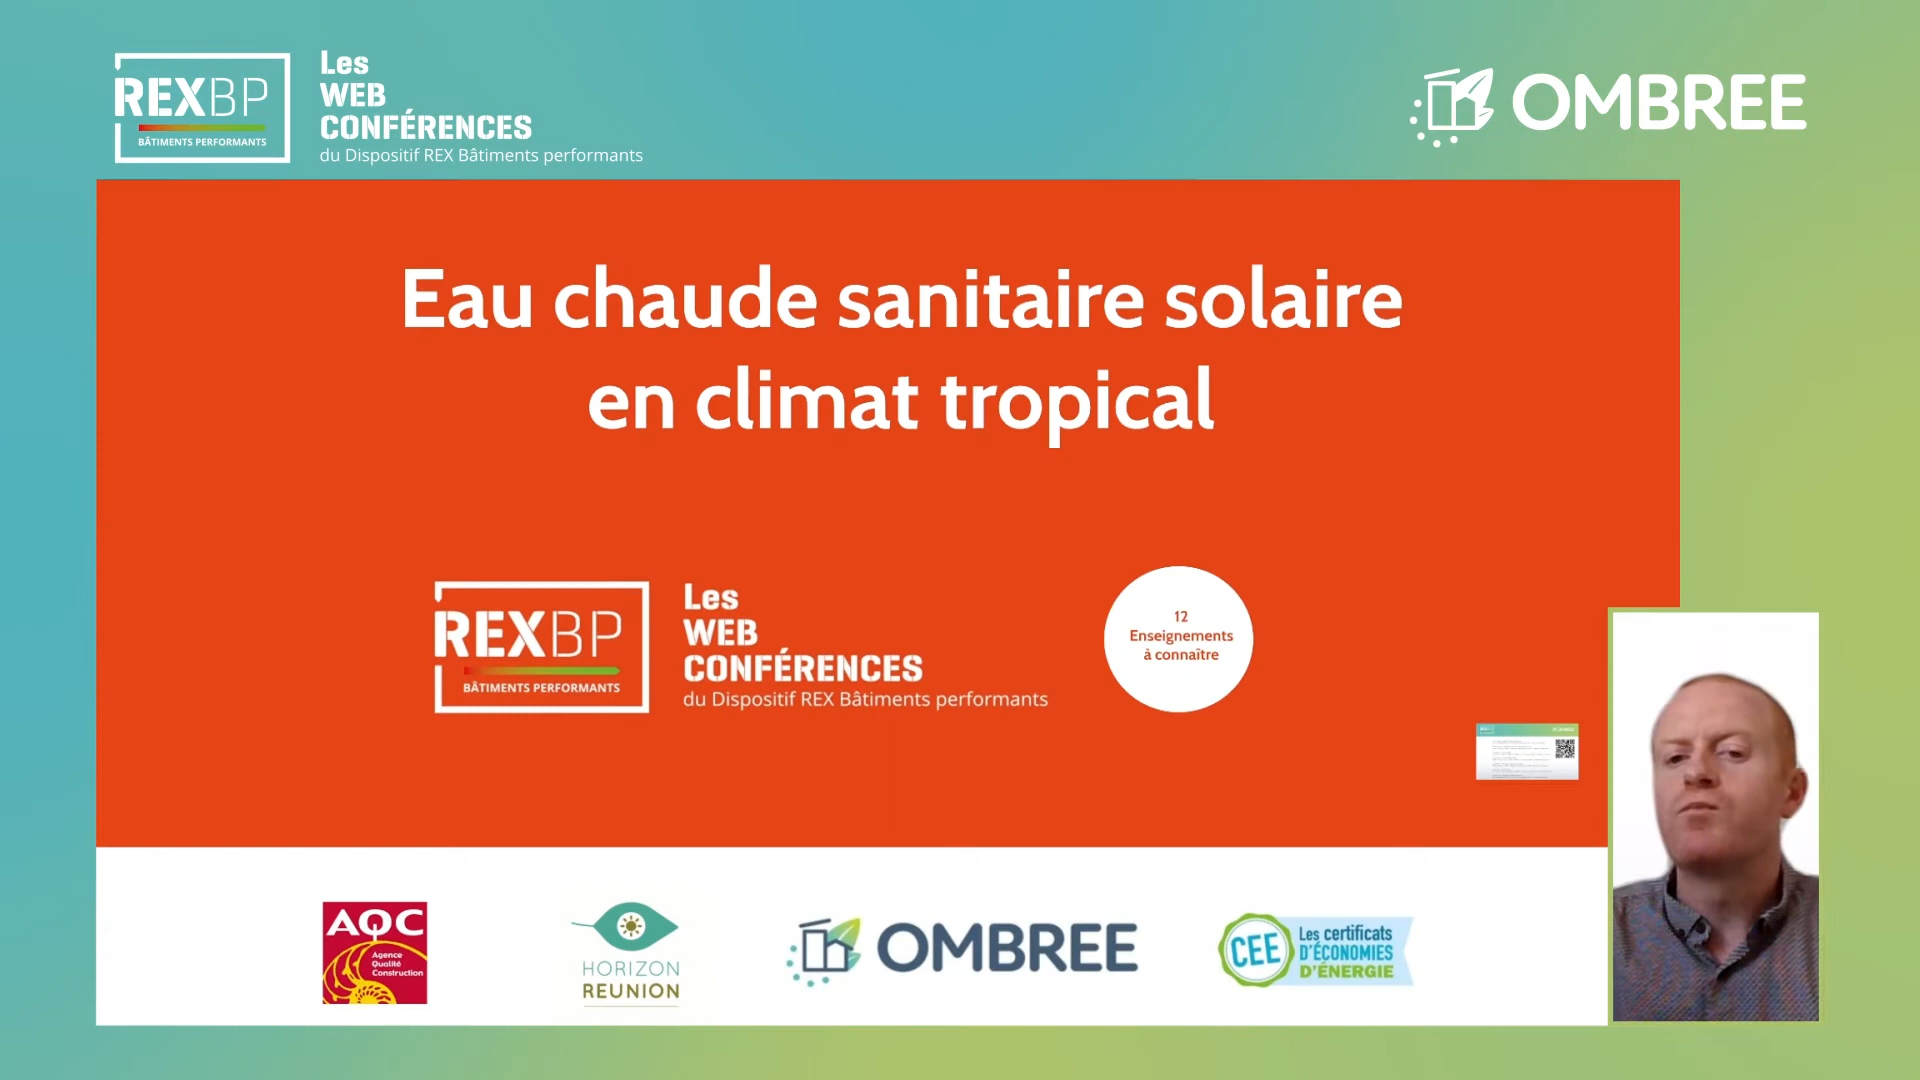 REXBP
BÂTIMENTS PERFORMANTS
Les
WEB
CONFÉRENCES
du Dispositif REX Bâtiments performants
OMBREE
Eau chaude sanitaire solaire
en climat tropical
REXBP
BÂTIMENTS PERFORMANTS
Les
WEB
CONFÉRENCES
du Dispositif REX Bâtiments performants
12
Enseignements
à connaître
AQC
Agence
Qualité
Construction
HORIZON
REUNION
OMBREE
CEE
Les certificats
D'ÉCONOMIES
D'ÉNERGIE